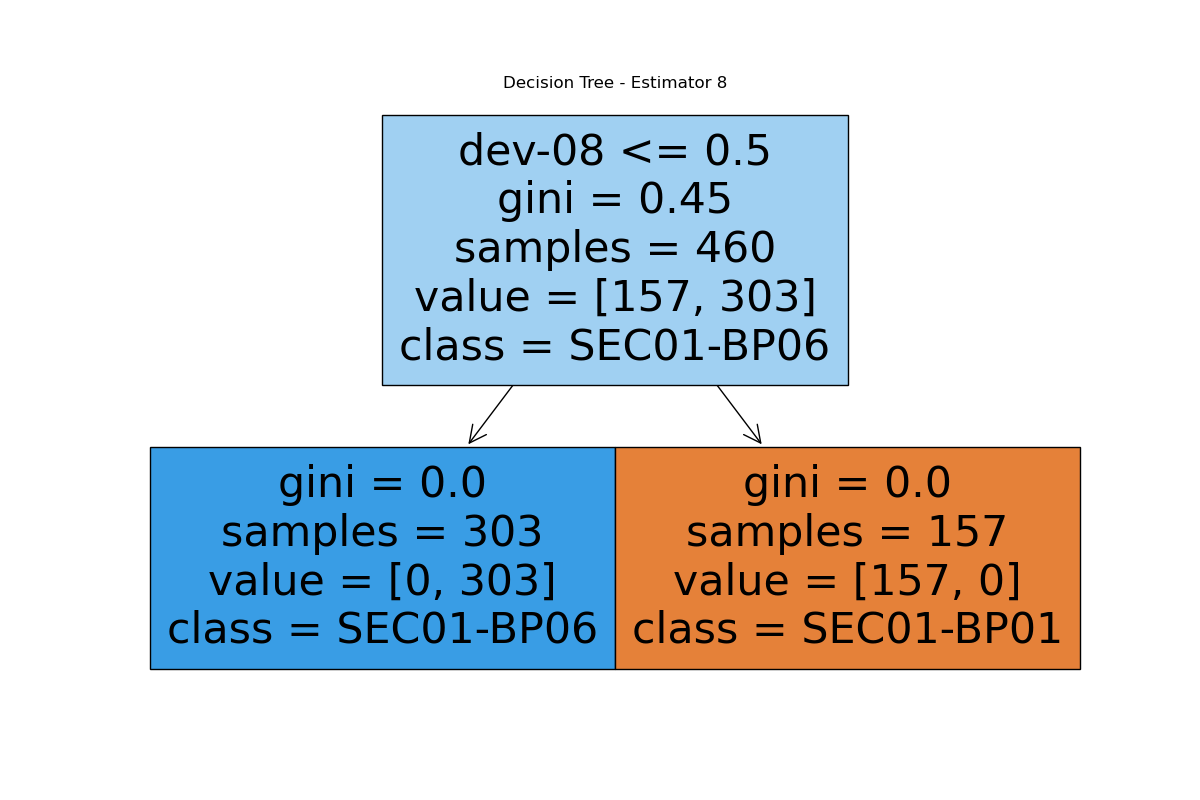 Decision Tree - Estimator 8
dev-08 <= 0.5
gini = 0.45
samples = 460
value = [157, 303]
class = SEC01-BP06
gini = 0.0
samples = 303
value = [0, 303]
class = SEC01-BP06
gini = 0.0
samples = 157
value = [157, 0]
class = SEC01-BP01